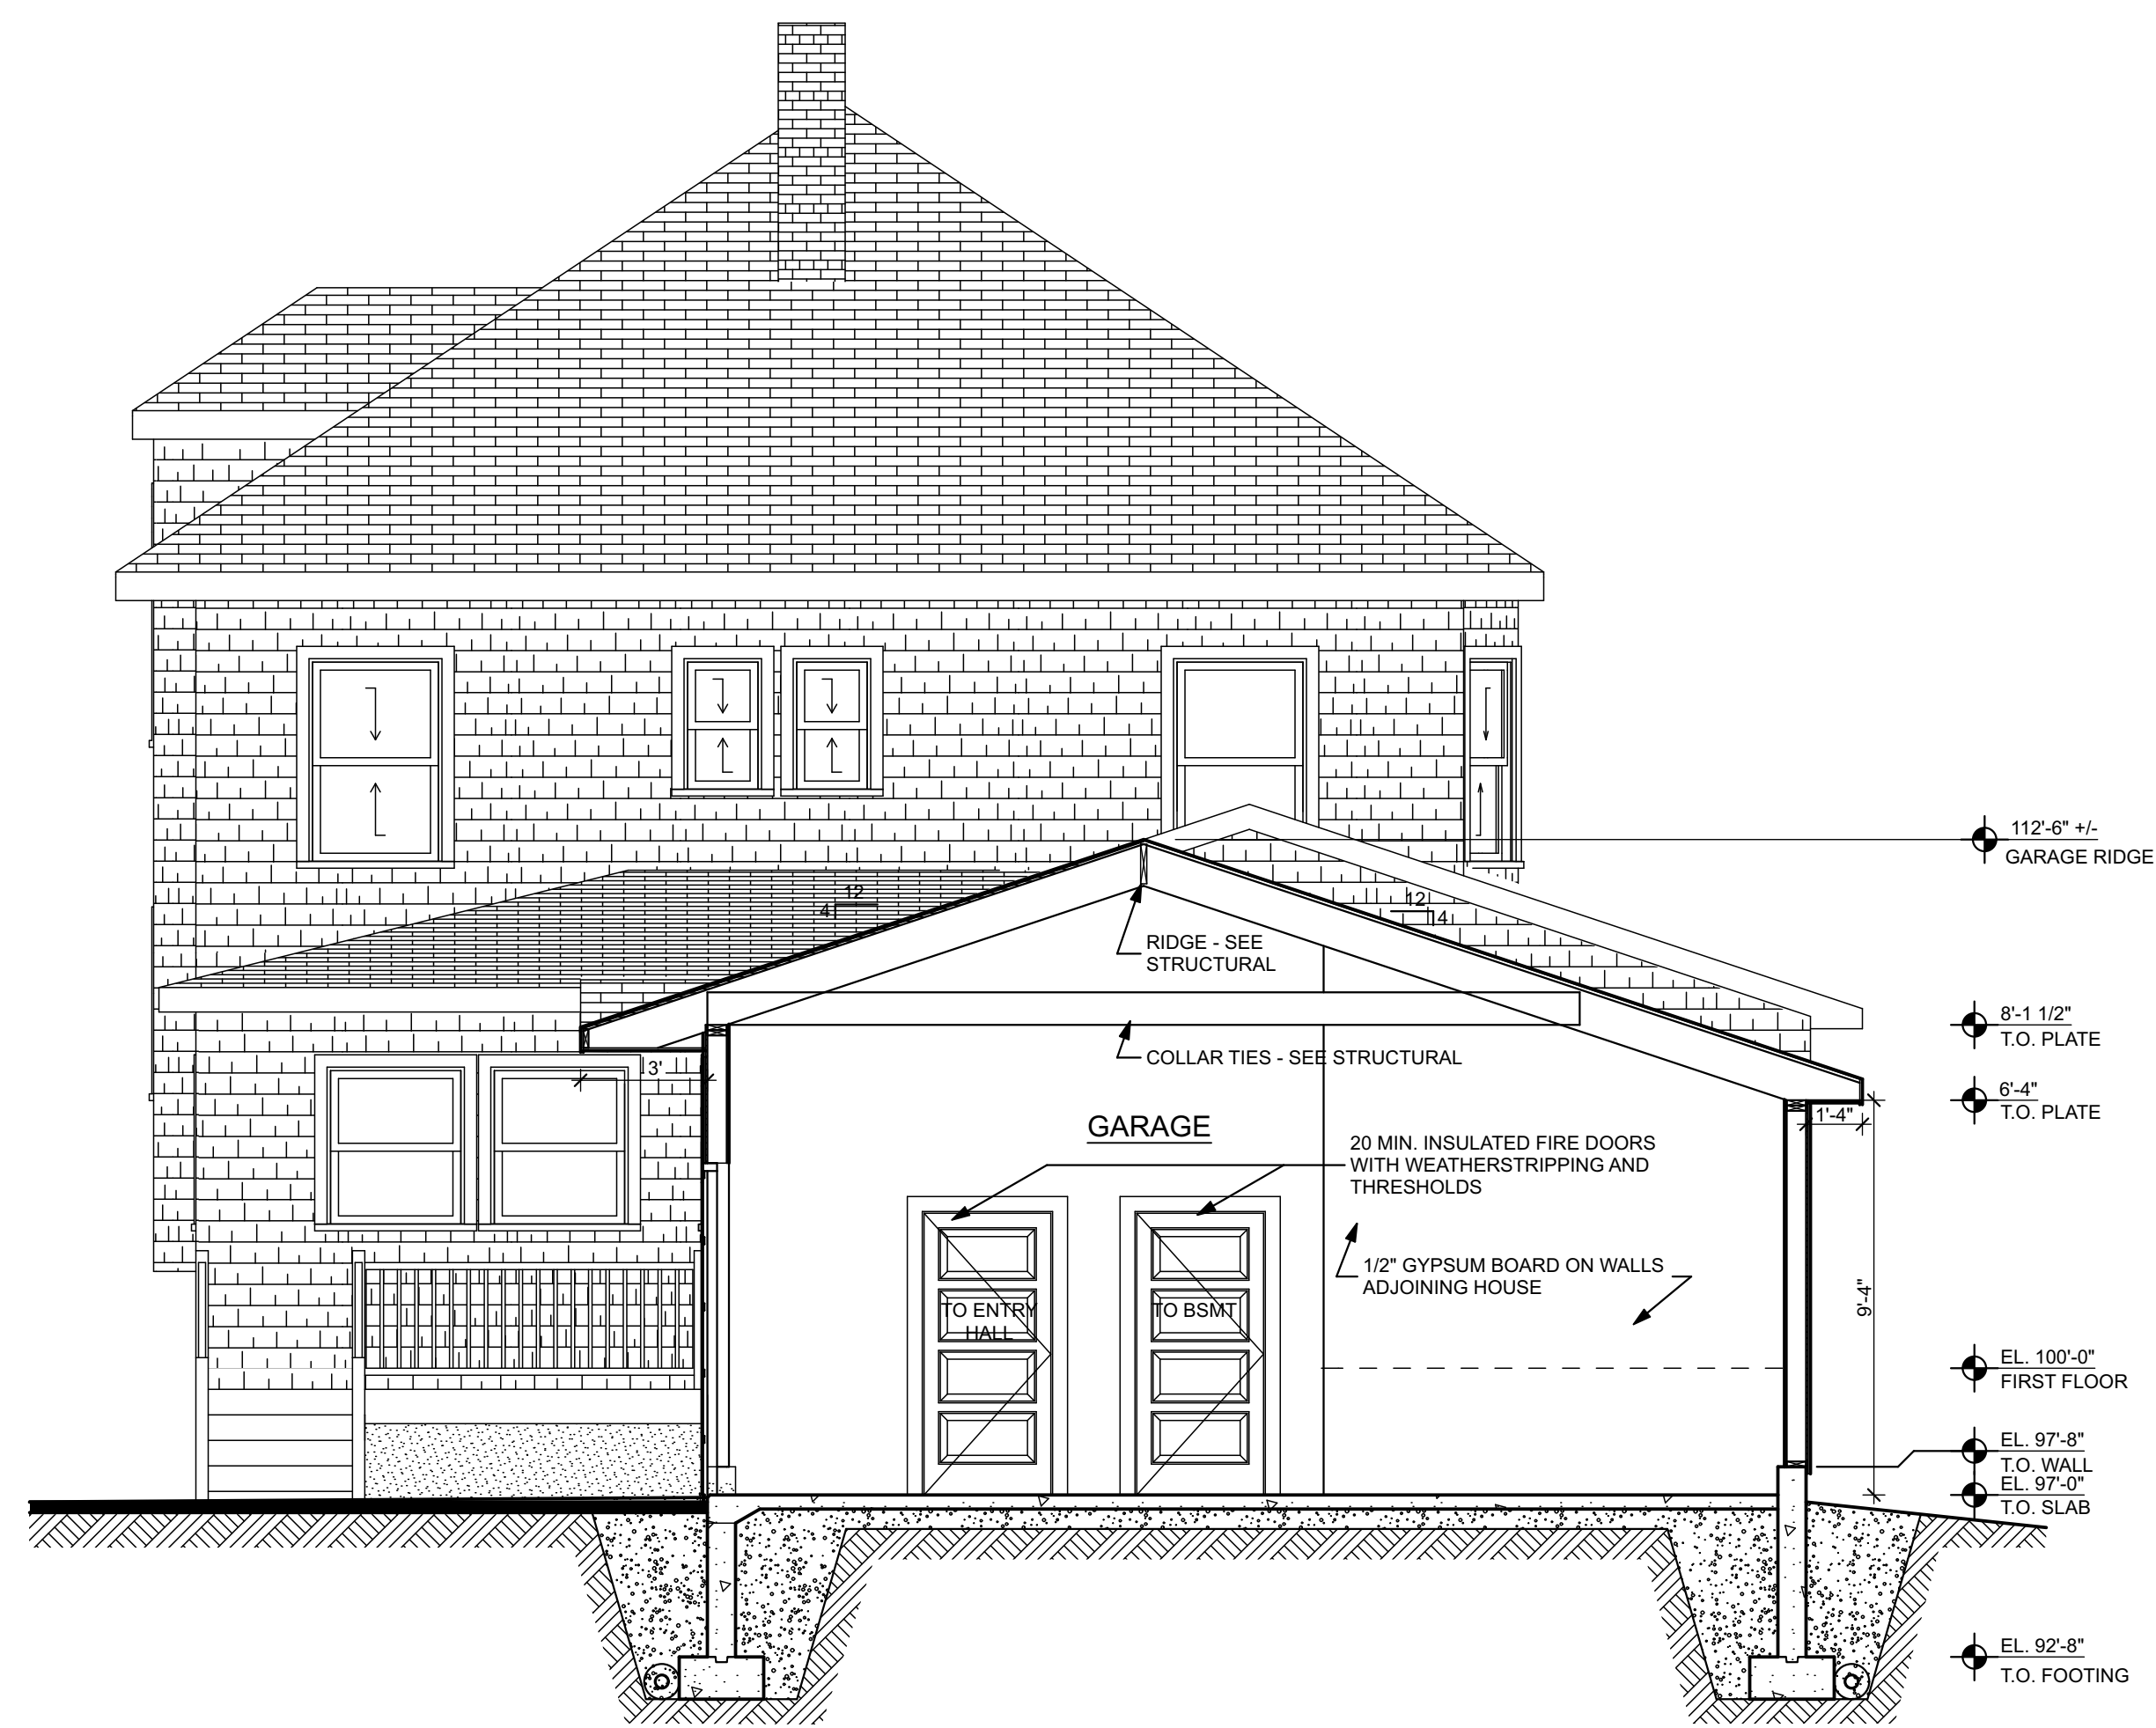 112'-6" +/-
GARAGE RIDGE
12
4
12
4
RIDGE - SEE
STRUCTURAL
8'-1 1/2"
T.O. PLATE
COLLAR TIES - SEE STRUCTURAL
3'
6'-4"
T.O. PLATE
1'-4"
GARAGE
20 MIN. INSULATED FIRE DOORS
WITH WEATHERSTRIPPING AND
THRESHOLDS
1/2" GYPSUM BOARD ON WALLS
ADJOINING HOUSE
9'-4"
TO ENTRY
HALL
TO BSMT
EL. 100'-0"
FIRST FLOOR
EL. 97'-8"
T.O. WALL
EL. 97'-0"
T.O. SLAB
EL. 92'-8"
T.O. FOOTING